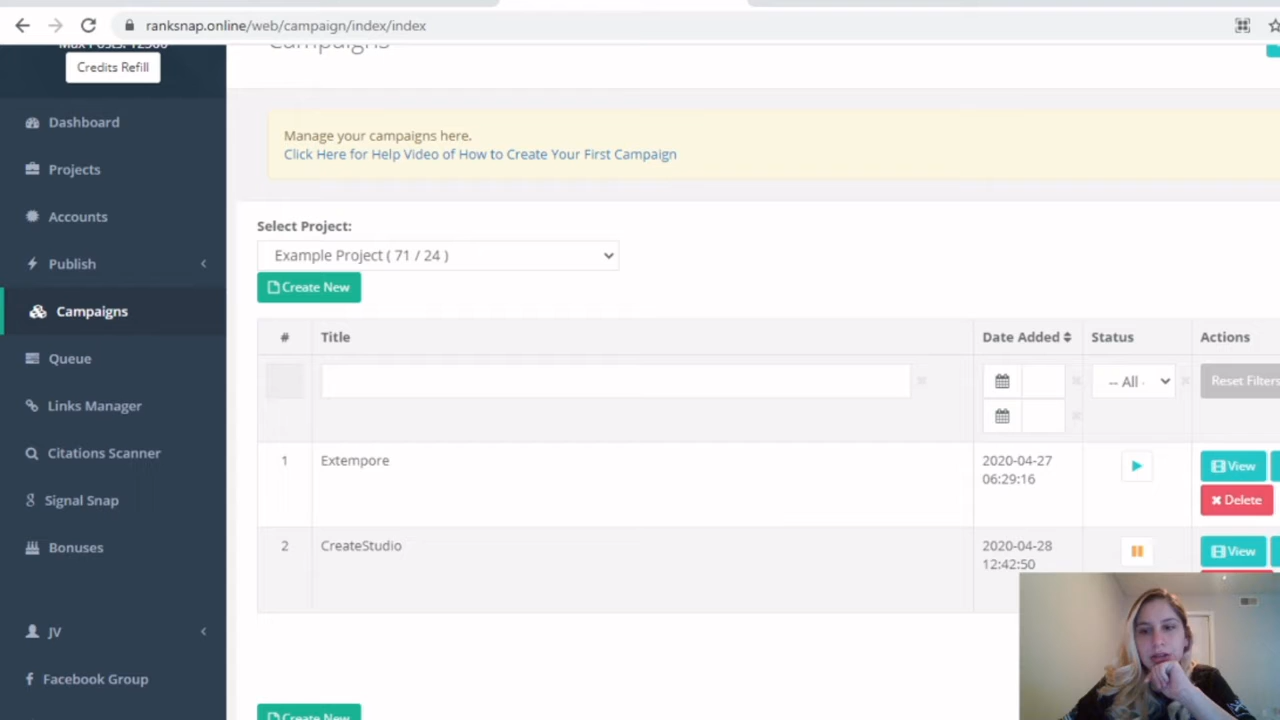 ranksnap.online/web/campaign/index/index
Max Posts: 12500
Credits Refill
Dashboard
Projects
Accounts
Publish
Campaigns
Queue
Links Manager
Citations Scanner
Signal Snap
Bonuses
JV
Facebook Group
Campaigns
Manage your campaigns here.
Click Here for Help Video of How to Create Your First Campaign
Select Project:
Example Project ( 71 / 24 )
Create New
# Title Date Added Status Actions
-- All Reset Filters
1 Extempore 2020-04-27 06:29:16 View
Delete
2 CreateStudio 2020-04-28 12:42:50 View
Create New